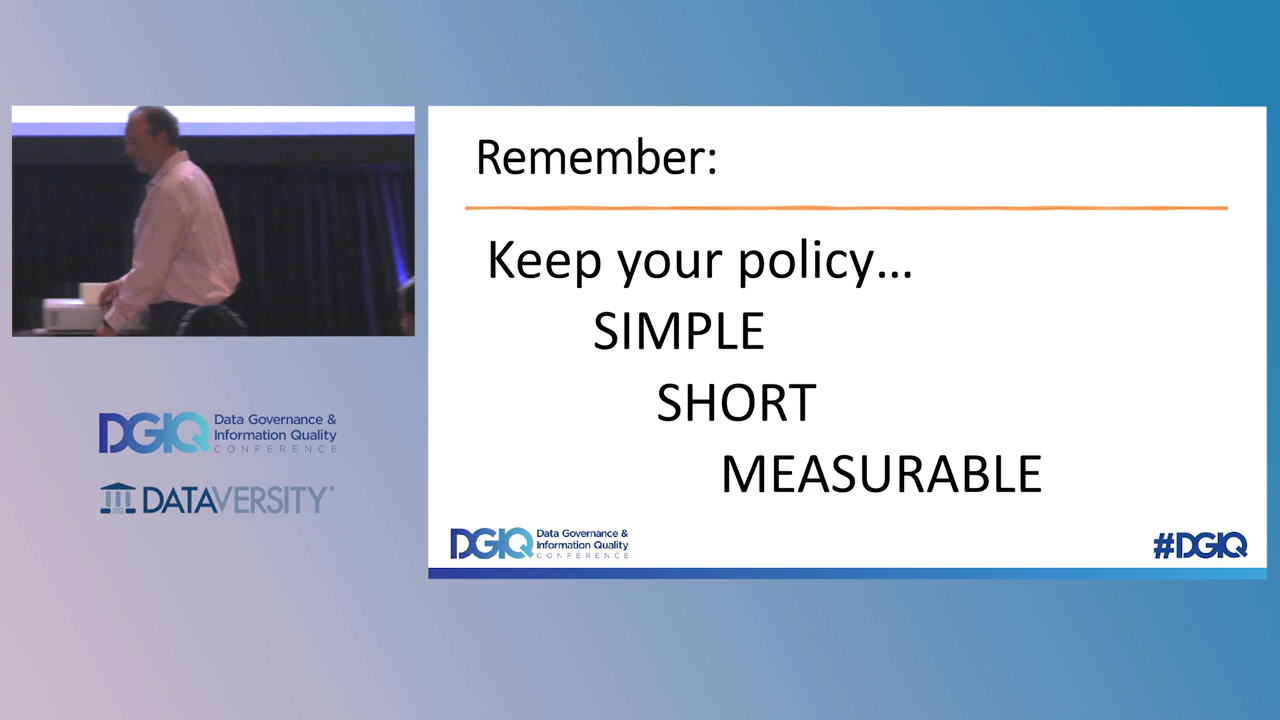 Remember:
Keep your policy...
SIMPLE
SHORT
MEASURABLE
DGIQ Data Governance &
Information Quality
CONFERENCE
#DGIQ
DGIQ Data Governance &
Information Quality
CONFERENCE
DATAVERSITY